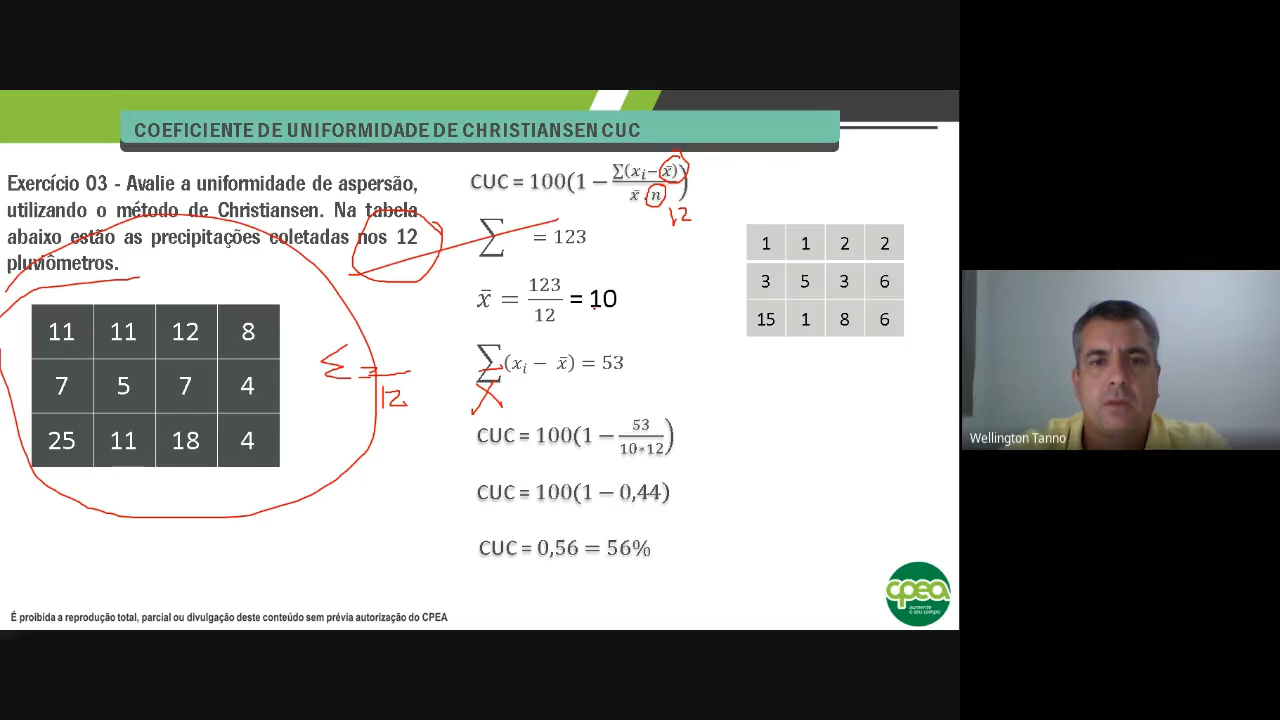 COEFICIENTE DE UNIFORMIDADE DE CHRISTIANSEN CUC
Exercício 03 - Avalie a uniformidade de aspersão,
utilizando o método de Christiansen. Na tabela
abaixo estão as precipitações coletadas nos 12
pluviômetros.
11 11 12 8
7 5 7 4
25 11 18 4
Σ = /12
CUC = 100(1 − ∑(xᵢ− x̄)/x̄ n)
12
∑ = 123
x̄ = 123/12 = 10
∑(xᵢ − x̄) = 53
x
CUC = 100(1 − 53/10∗12)
CUC = 100(1 − 0,44)
CUC = 0,56 = 56%
1 1 2 2
3 5 3 6
15 1 8 6
Wellington Tanno
cpea
aumente
o seu campo
É proibida a reprodução total, parcial ou divulgação deste conteúdo sem prévia autorização do CPEA